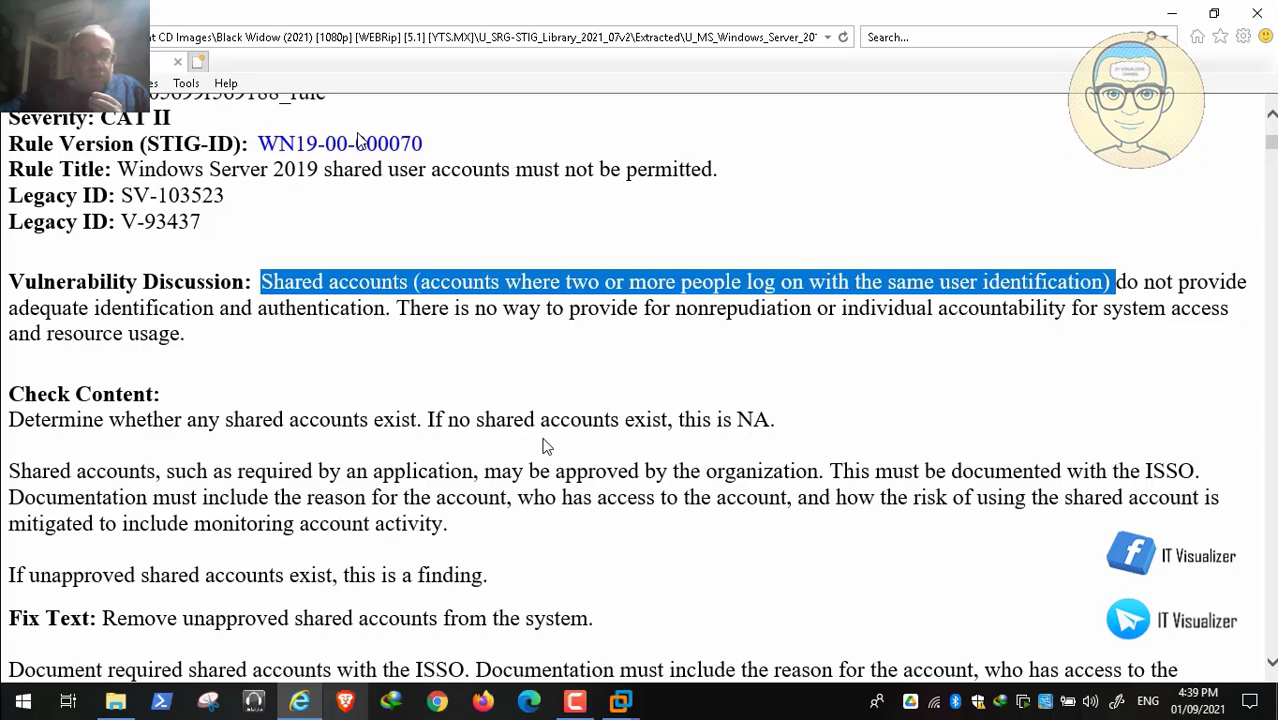 nt CD Images\Black Widow (2021) [1080p] [WEBRip] [5.1] [YTS.MX]\U_SRG-STIG_Library_2021_07v2\Extracted\U_MS_Windows_Server_20
Search...
Tools Help
Severity: CAT II
Rule Version (STIG-ID): WN19-00-000070
Rule Title: Windows Server 2019 shared user accounts must not be permitted.
Legacy ID: SV-103523
Legacy ID: V-93437
Vulnerability Discussion: Shared accounts (accounts where two or more people log on with the same user identification) do not provide
adequate identification and authentication. There is no way to provide for nonrepudiation or individual accountability for system access
and resource usage.
Check Content:
Determine whether any shared accounts exist. If no shared accounts exist, this is NA.
Shared accounts, such as required by an application, may be approved by the organization. This must be documented with the ISSO.
Documentation must include the reason for the account, who has access to the account, and how the risk of using the shared account is
mitigated to include monitoring account activity.
If unapproved shared accounts exist, this is a finding.
Fix Text: Remove unapproved shared accounts from the system.
Document required shared accounts with the ISSO. Documentation must include the reason for the account, who has access to the
IT VISUALIZER
CHANNEL
IT Visualizer
IT Visualizer
ENG
4:39 PM
01/09/2021